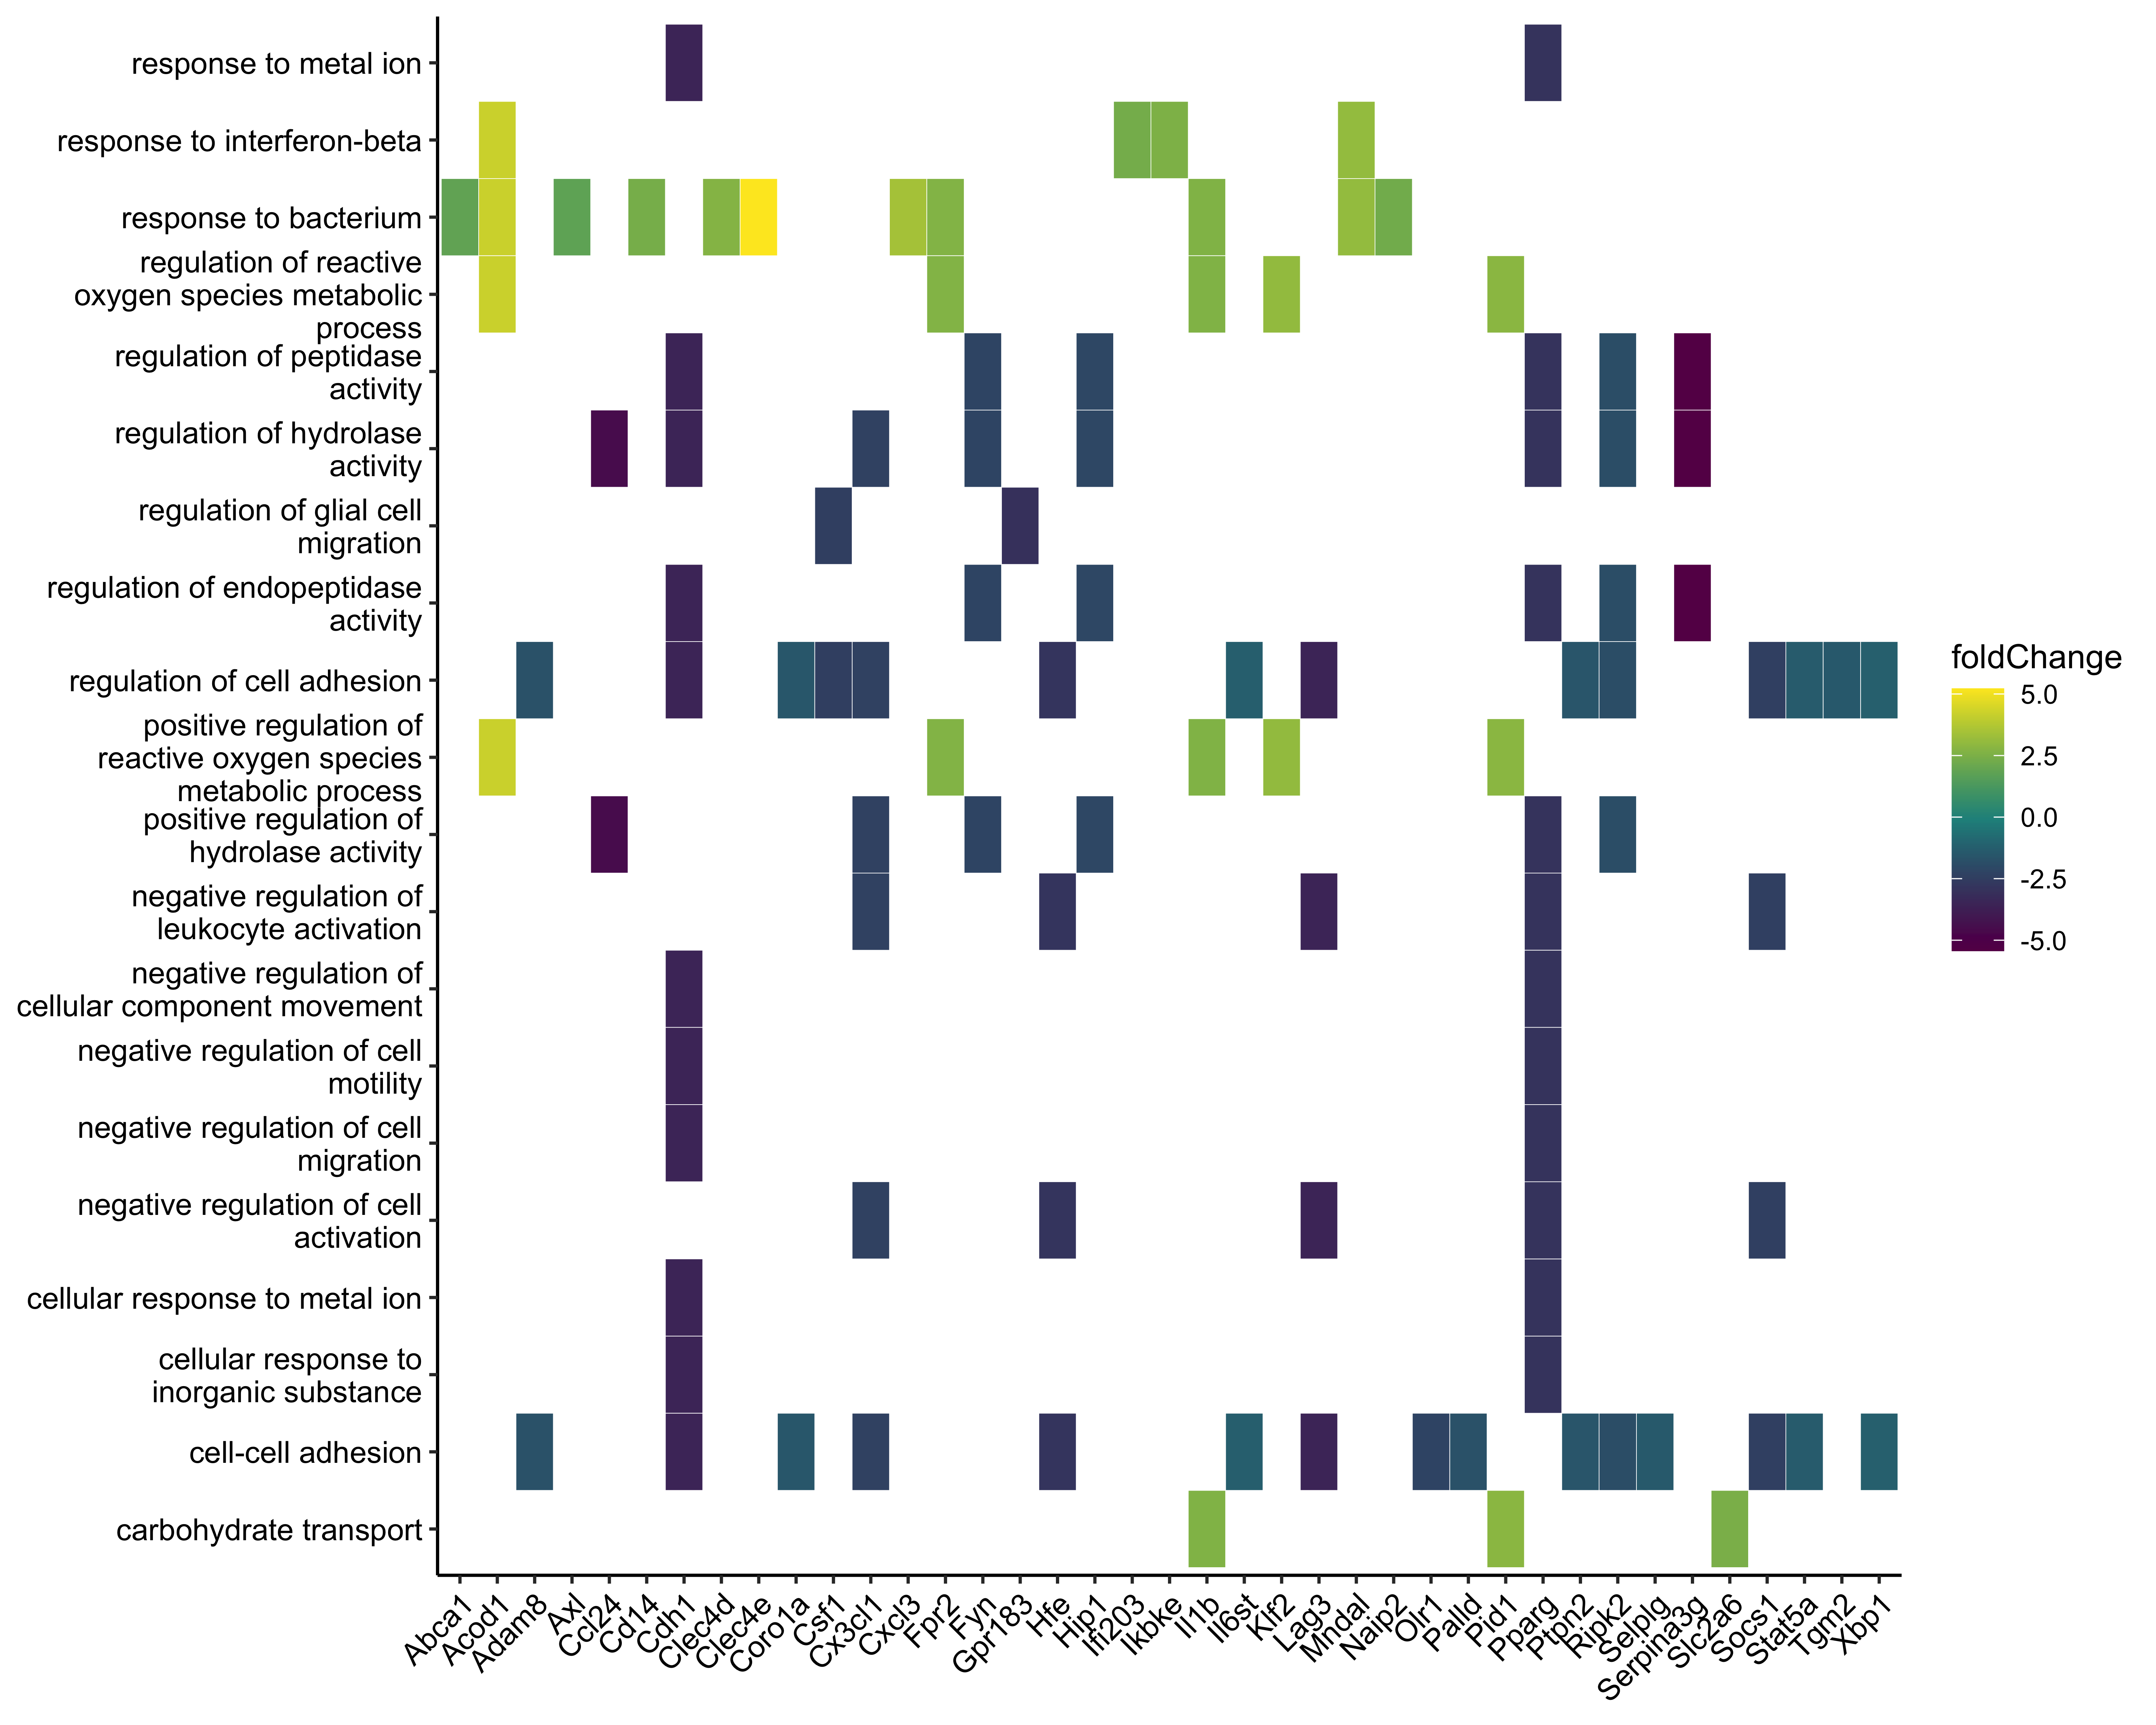 response to metal ion
response to interferon-beta
response to bacterium
regulation of reactive
oxygen species metabolic
process
regulation of peptidase
activity
regulation of hydrolase
activity
regulation of glial cell
migration
regulation of endopeptidase
activity
regulation of cell adhesion
positive regulation of
reactive oxygen species
metabolic process
positive regulation of
hydrolase activity
negative regulation of
leukocyte activation
negative regulation of
cellular component movement
negative regulation of cell
motility
negative regulation of cell
migration
negative regulation of cell
activation
cellular response to metal ion
cellular response to
inorganic substance
cell-cell adhesion
carbohydrate transport
Abca1
Acod1
Adam8
Axl
Ccl24
Cd14
Cdh1
Clec4d
Clec4e
Coro1a
Csf1
Cx3cl1
Cxcl3
Fpr2
Fyn
Gpr183
Hfe
Hip1
Ifi203
Ikbke
Il1b
Il6st
Klf2
Lag3
Mndal
Naip2
Olr1
Palld
Pid1
Pparg
Ptpn2
Ripk2
Selplg
Serpina3g
Slc2a6
Socs1
Stat5a
Tgm2
Xbp1
foldChange
5.0
2.5
0.0
-2.5
-5.0